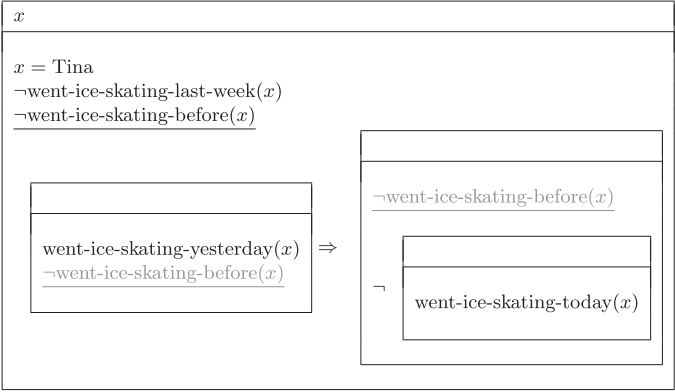 x
x = Tina
¬went-ice-skating-last-week(x)
¬went-ice-skating-before(x)
went-ice-skating-yesterday(x)
¬went-ice-skating-before(x)
⇒
¬went-ice-skating-before(x)
¬
went-ice-skating-today(x)